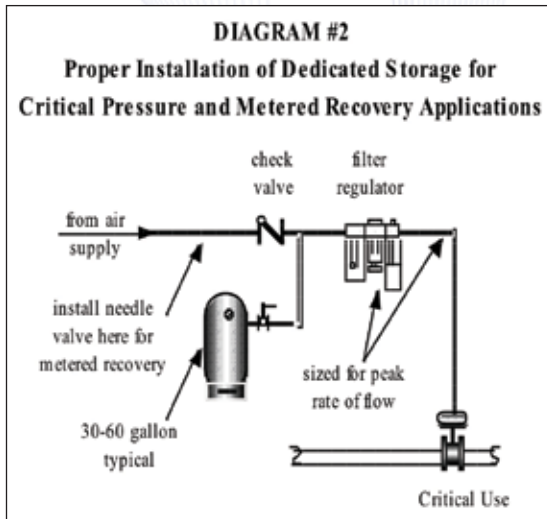 DIAGRAM #2
Proper Installation of Dedicated Storage for
Critical Pressure and Metered Recovery Applications
check
valve
filter
regulator
from air
supply
install needle
valve here for
metered recovery
sized for peak
rate of flow
30-60 gallon
typical
Critical Use